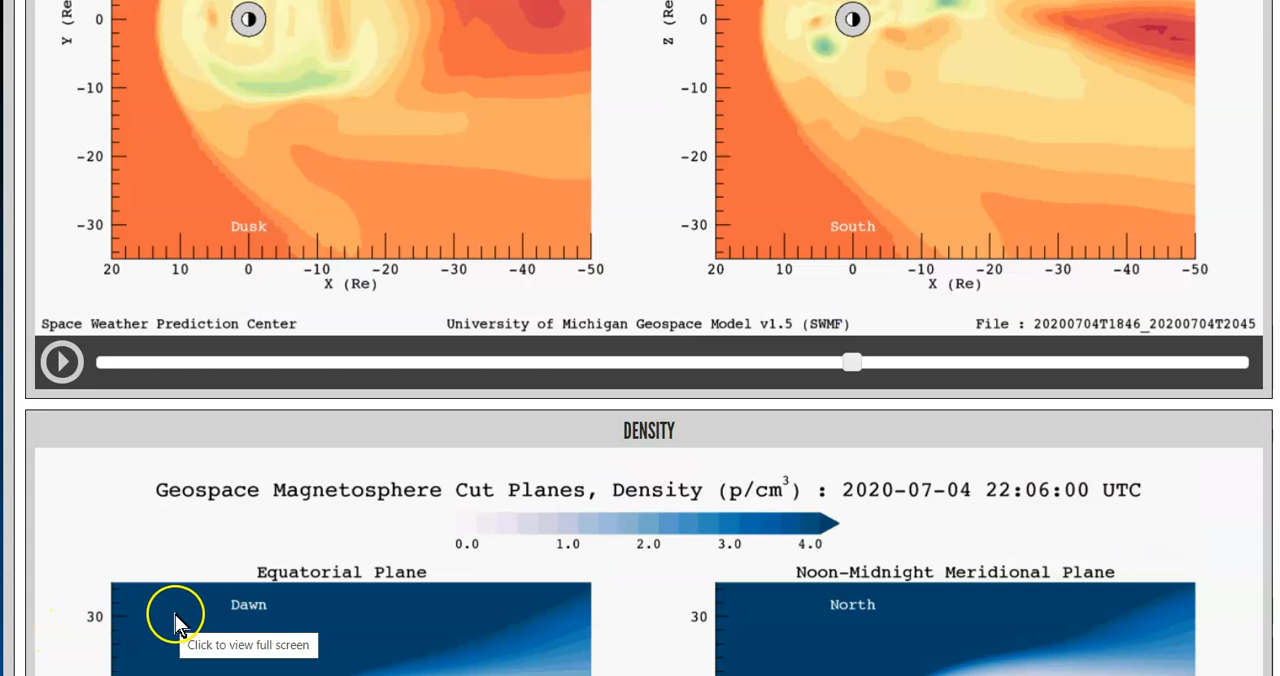 Y (Re
Z (Re
0
0
-10
-10
-20
-20
-30
-30
Dusk
South
20 10 0 -10 -20 -30 -40 -50
20 10 0 -10 -20 -30 -40 -50
X (Re)
X (Re)
Space Weather Prediction Center
University of Michigan Geospace Model v1.5 (SWMF)
File : 20200704T1846_20200704T2045
DENSITY
Geospace Magnetosphere Cut Planes, Density (p/cm³) : 2020-07-04 22:06:00 UTC
0.0 1.0 2.0 3.0 4.0
Equatorial Plane
Noon-Midnight Meridional Plane
Dawn
North
30
30
Click to view full screen